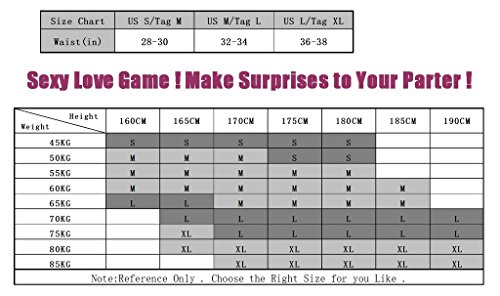 Size Chart US S/Tag M US M/Tag L US L/Tag XL
Waist(in) 28-30 32-34 36-38
Sexy Love Game ! Make Surprises to Your Parter !
Height
Weight 160CM 165CM 170CM 175CM 180CM 185CM 190CM
45KG S S S S S
50KG M M M S S
55KG M M M M M
60KG M M M M M M
65KG L L M M M M
70KG L L L L L L
75KG XL L L L L L
80KG XL XL XL XL XL XL
85KG XL XL XL XL XL
Note:Reference Only . Choose the Right Size for you Like .